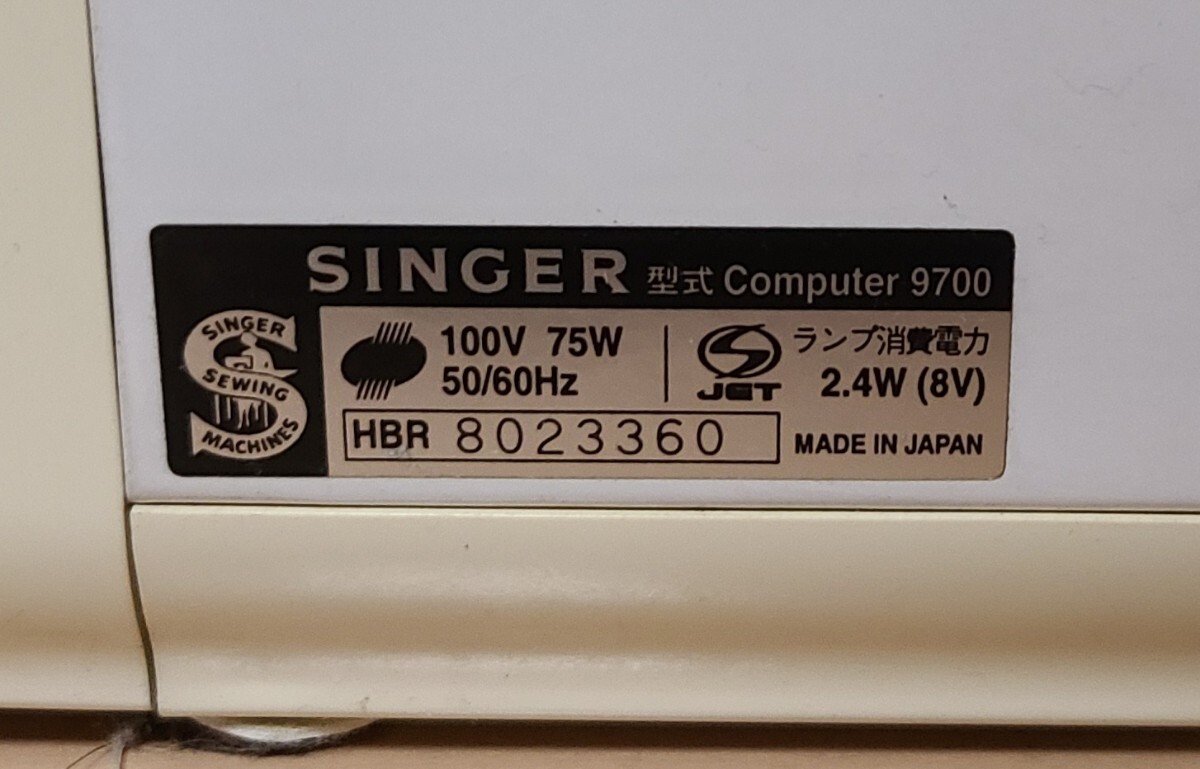 SINGER 型式 Computer 9700
SINGER
SEWING
MACHINES
100V 75W
50/60Hz
JET
ランプ消費電力
2.4W (8V)
HBR 8023360
MADE IN JAPAN